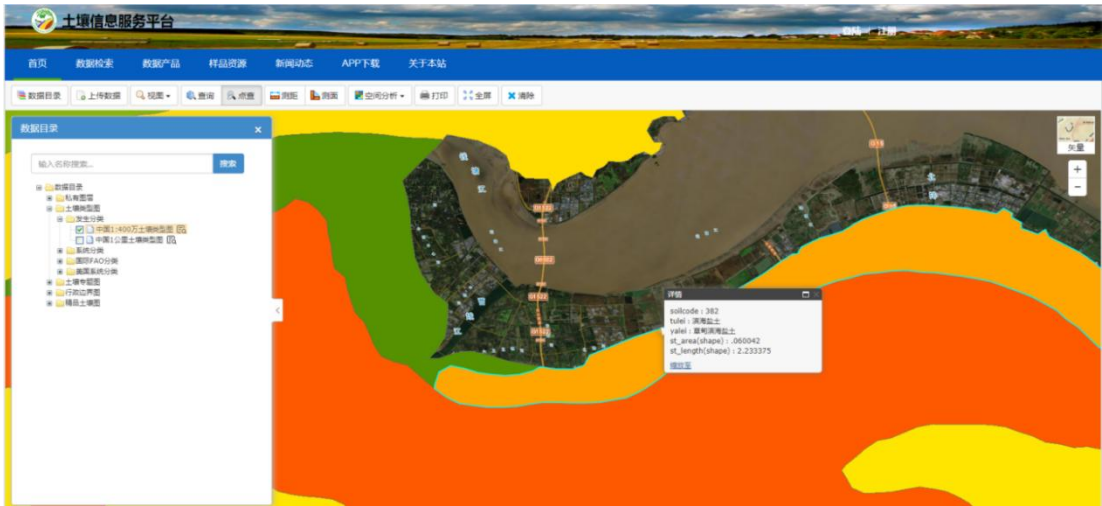 土壤信息服务平台
登陆 注册
首页 数据检索 数据产品 样品资源 新闻动态 APP下载 关于本站
数据目录 上传数据 视图 查询 点查 测距 测面 空间分析 打印 全屏 清除
数据目录 ×
输入名称搜索... 搜索
数据目录
私有图层
土壤类型图
发生分类
中国1:400万土壤类型图
中国1公里土壤类型图
系统分类
国际FAO分类
美国系统分类
土壤专题图
行政边界图
精品土壤图
矢量
+
−
详情
soilcode : 382
tulei : 滨海盐土
yalei : 草甸滨海盐土
st_area(shape) : .060042
st_length(shape) : 2.233375
缩放至